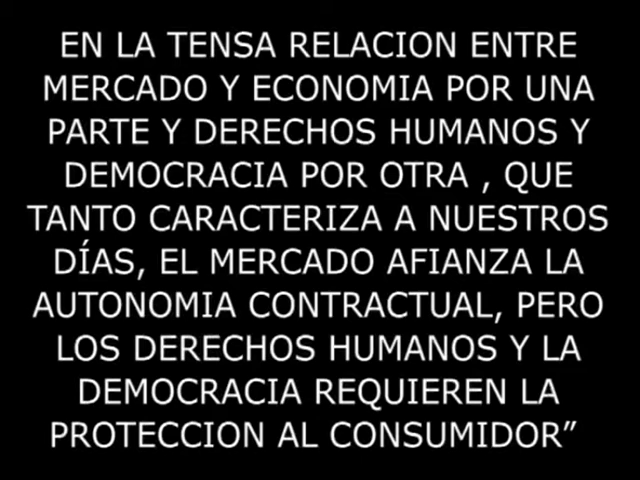 EN LA TENSA RELACION ENTRE
MERCADO Y ECONOMIA POR UNA
PARTE Y DERECHOS HUMANOS Y
DEMOCRACIA POR OTRA , QUE
TANTO CARACTERIZA A NUESTROS
DÍAS, EL MERCADO AFIANZA LA
AUTONOMIA CONTRACTUAL, PERO
LOS DERECHOS HUMANOS Y LA
DEMOCRACIA REQUIEREN LA
PROTECCION AL CONSUMIDOR”